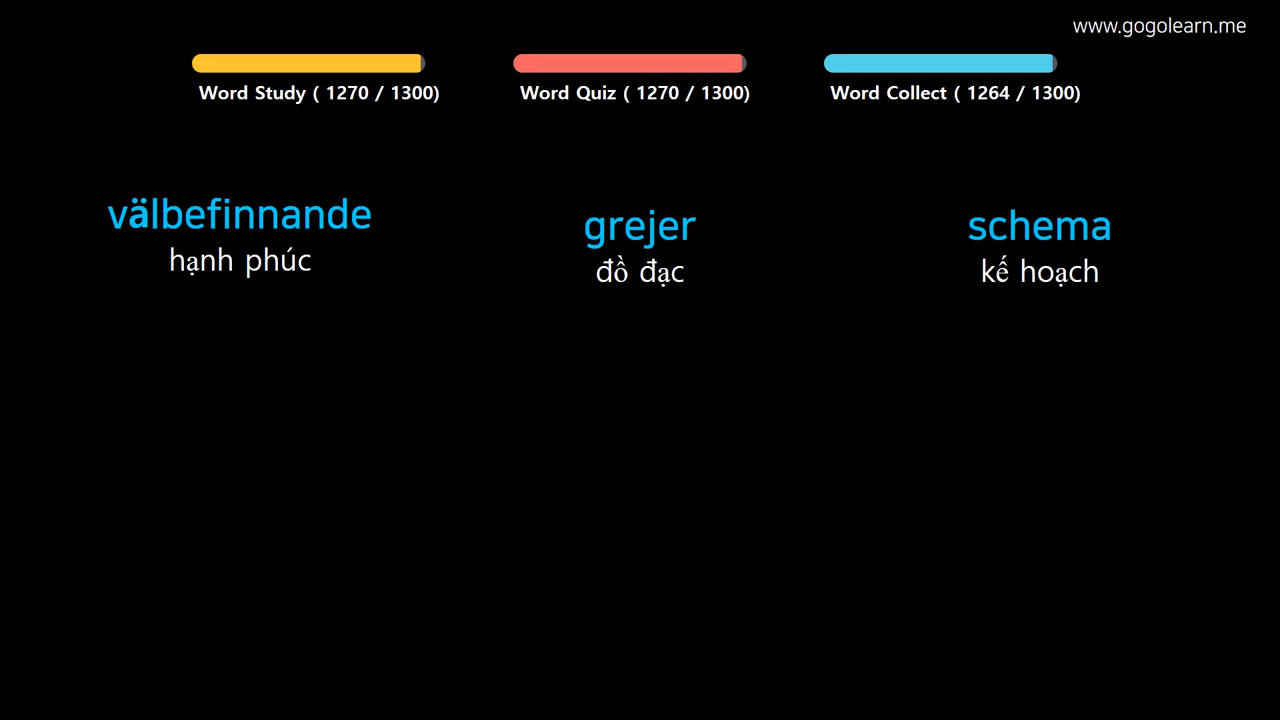 www.gogolearn.me
Word Study ( 1270 / 1300)
Word Quiz ( 1270 / 1300)
Word Collect ( 1264 / 1300)
välbefinnande
hạnh phúc
grejer
đồ đạc
schema
kế hoạch